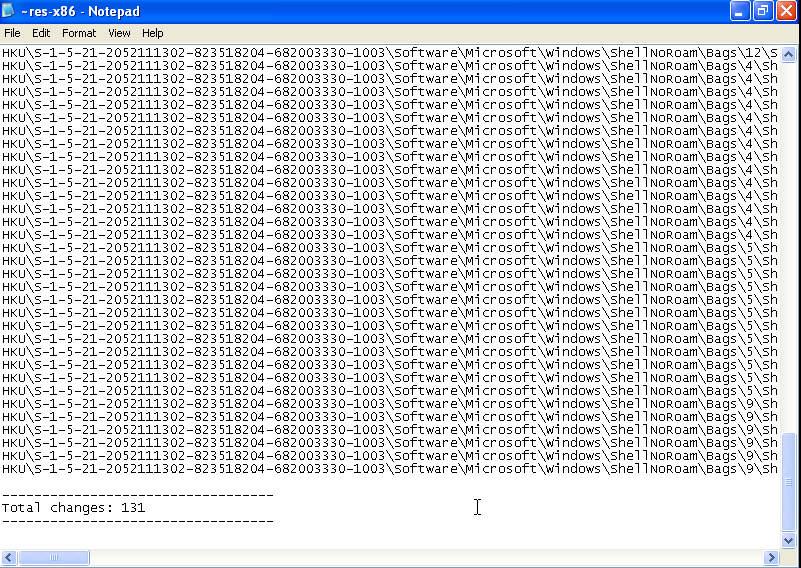 ~res-x86 - Notepad
File Edit Format View Help
HKU\S-1-5-21-2052111302-823518204-682003330-1003\Software\Microsoft\Windows\ShellNoRoam\Bags\12\S
HKU\S-1-5-21-2052111302-823518204-682003330-1003\Software\Microsoft\Windows\ShellNoRoam\Bags\4\Sh
HKU\S-1-5-21-2052111302-823518204-682003330-1003\Software\Microsoft\Windows\ShellNoRoam\Bags\4\Sh
HKU\S-1-5-21-2052111302-823518204-682003330-1003\Software\Microsoft\Windows\ShellNoRoam\Bags\4\Sh
HKU\S-1-5-21-2052111302-823518204-682003330-1003\Software\Microsoft\Windows\ShellNoRoam\Bags\4\Sh
HKU\S-1-5-21-2052111302-823518204-682003330-1003\Software\Microsoft\Windows\ShellNoRoam\Bags\4\Sh
HKU\S-1-5-21-2052111302-823518204-682003330-1003\Software\Microsoft\Windows\ShellNoRoam\Bags\4\Sh
HKU\S-1-5-21-2052111302-823518204-682003330-1003\Software\Microsoft\Windows\ShellNoRoam\Bags\4\Sh
HKU\S-1-5-21-2052111302-823518204-682003330-1003\Software\Microsoft\Windows\ShellNoRoam\Bags\4\Sh
HKU\S-1-5-21-2052111302-823518204-682003330-1003\Software\Microsoft\Windows\ShellNoRoam\Bags\4\Sh
HKU\S-1-5-21-2052111302-823518204-682003330-1003\Software\Microsoft\Windows\ShellNoRoam\Bags\4\Sh
HKU\S-1-5-21-2052111302-823518204-682003330-1003\Software\Microsoft\Windows\ShellNoRoam\Bags\4\Sh
HKU\S-1-5-21-2052111302-823518204-682003330-1003\Software\Microsoft\Windows\ShellNoRoam\Bags\4\Sh
HKU\S-1-5-21-2052111302-823518204-682003330-1003\Software\Microsoft\Windows\ShellNoRoam\Bags\4\Sh
HKU\S-1-5-21-2052111302-823518204-682003330-1003\Software\Microsoft\Windows\ShellNoRoam\Bags\4\Sh
HKU\S-1-5-21-2052111302-823518204-682003330-1003\Software\Microsoft\Windows\ShellNoRoam\Bags\5\Sh
HKU\S-1-5-21-2052111302-823518204-682003330-1003\Software\Microsoft\Windows\ShellNoRoam\Bags\5\Sh
HKU\S-1-5-21-2052111302-823518204-682003330-1003\Software\Microsoft\Windows\ShellNoRoam\Bags\5\Sh
HKU\S-1-5-21-2052111302-823518204-682003330-1003\Software\Microsoft\Windows\ShellNoRoam\Bags\5\Sh
HKU\S-1-5-21-2052111302-823518204-682003330-1003\Software\Microsoft\Windows\ShellNoRoam\Bags\5\Sh
HKU\S-1-5-21-2052111302-823518204-682003330-1003\Software\Microsoft\Windows\ShellNoRoam\Bags\5\Sh
HKU\S-1-5-21-2052111302-823518204-682003330-1003\Software\Microsoft\Windows\ShellNoRoam\Bags\5\Sh
HKU\S-1-5-21-2052111302-823518204-682003330-1003\Software\Microsoft\Windows\ShellNoRoam\Bags\5\Sh
HKU\S-1-5-21-2052111302-823518204-682003330-1003\Software\Microsoft\Windows\ShellNoRoam\Bags\5\Sh
HKU\S-1-5-21-2052111302-823518204-682003330-1003\Software\Microsoft\Windows\ShellNoRoam\Bags\5\Sh
HKU\S-1-5-21-2052111302-823518204-682003330-1003\Software\Microsoft\Windows\ShellNoRoam\Bags\5\Sh
HKU\S-1-5-21-2052111302-823518204-682003330-1003\Software\Microsoft\Windows\ShellNoRoam\Bags\5\Sh
HKU\S-1-5-21-2052111302-823518204-682003330-1003\Software\Microsoft\Windows\ShellNoRoam\Bags\9\Sh
HKU\S-1-5-21-2052111302-823518204-682003330-1003\Software\Microsoft\Windows\ShellNoRoam\Bags\9\Sh
HKU\S-1-5-21-2052111302-823518204-682003330-1003\Software\Microsoft\Windows\ShellNoRoam\Bags\9\Sh
HKU\S-1-5-21-2052111302-823518204-682003330-1003\Software\Microsoft\Windows\ShellNoRoam\Bags\9\Sh
HKU\S-1-5-21-2052111302-823518204-682003330-1003\Software\Microsoft\Windows\ShellNoRoam\Bags\9\Sh
HKU\S-1-5-21-2052111302-823518204-682003330-1003\Software\Microsoft\Windows\ShellNoRoam\Bags\9\Sh
----------------------------------
Total changes: 131
----------------------------------